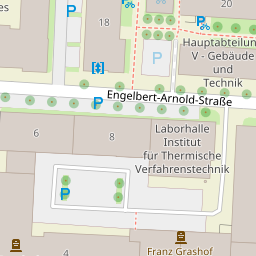 es
18
20
P
Hauptabteilung
V - Gebäude
und
Technik
P
Engelbert-Arnold-Straße
6
8
Laborhalle
Institut
für Thermische
Verfahrenstechnik
P
4
Franz Grashof